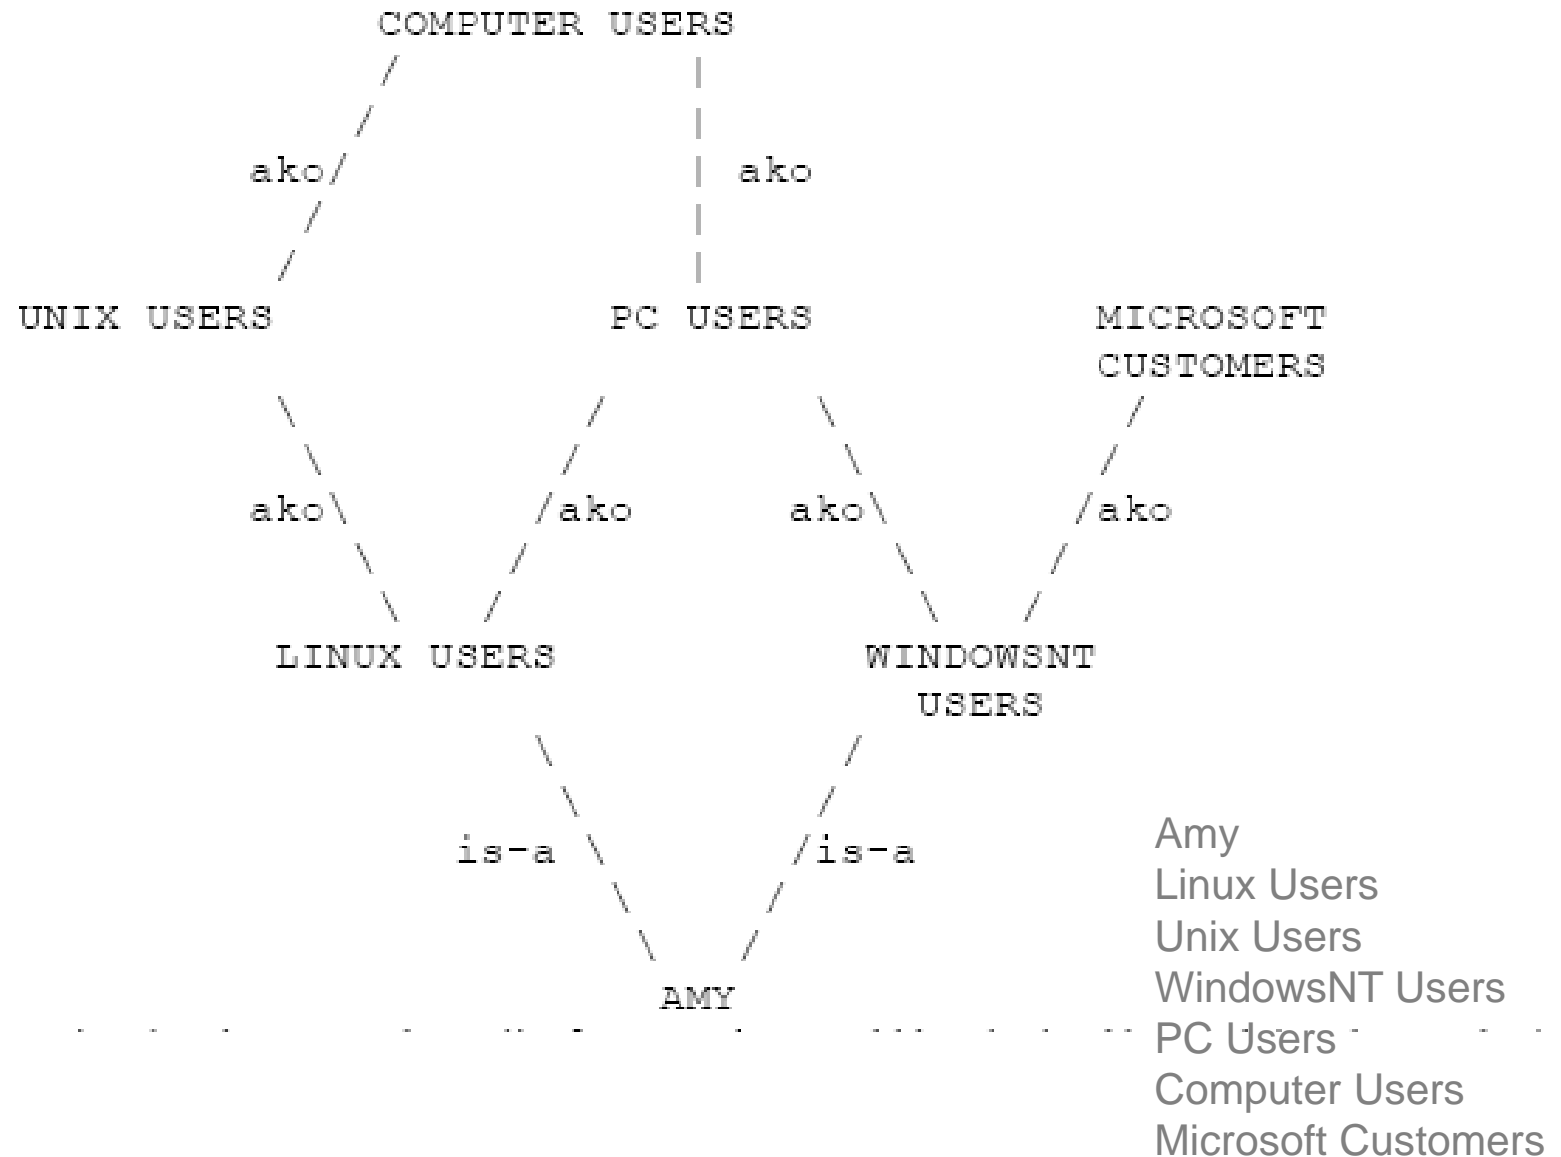 COMPUTER USERS
ako ako
UNIX USERS PC USERS MICROSOFT
CUSTOMERS
ako ako ako ako
LINUX USERS WINDOWSNT
USERS
is-a is-a
AMY
Amy
Linux Users
Unix Users
WindowsNT Users
PC Users
Computer Users
Microsoft Customers